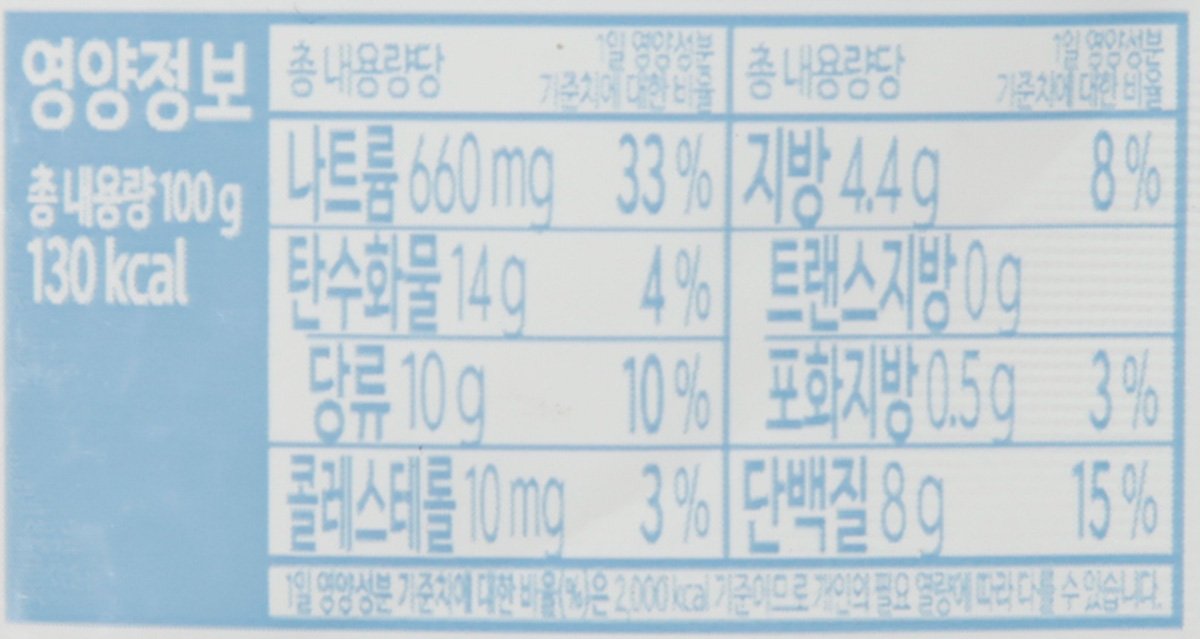 영양정보
총 내용량 100 g
130 kcal
총 내용량당 1일 영양성분
기준치에 대한 비율
총 내용량당 1일 영양성분
기준치에 대한 비율
나트륨 660 mg 33 %
지방 4.4 g 8 %
탄수화물 14 g 4 %
트랜스지방 0 g
당류 10 g 10 %
포화지방 0.5 g 3 %
콜레스테롤 10 mg 3 %
단백질 8 g 15 %
1일 영양성분 기준치에 대한 비율(%)은 2,000 kcal 기준이므로 개인의 필요 열량에 따라 다를 수 있습니다.